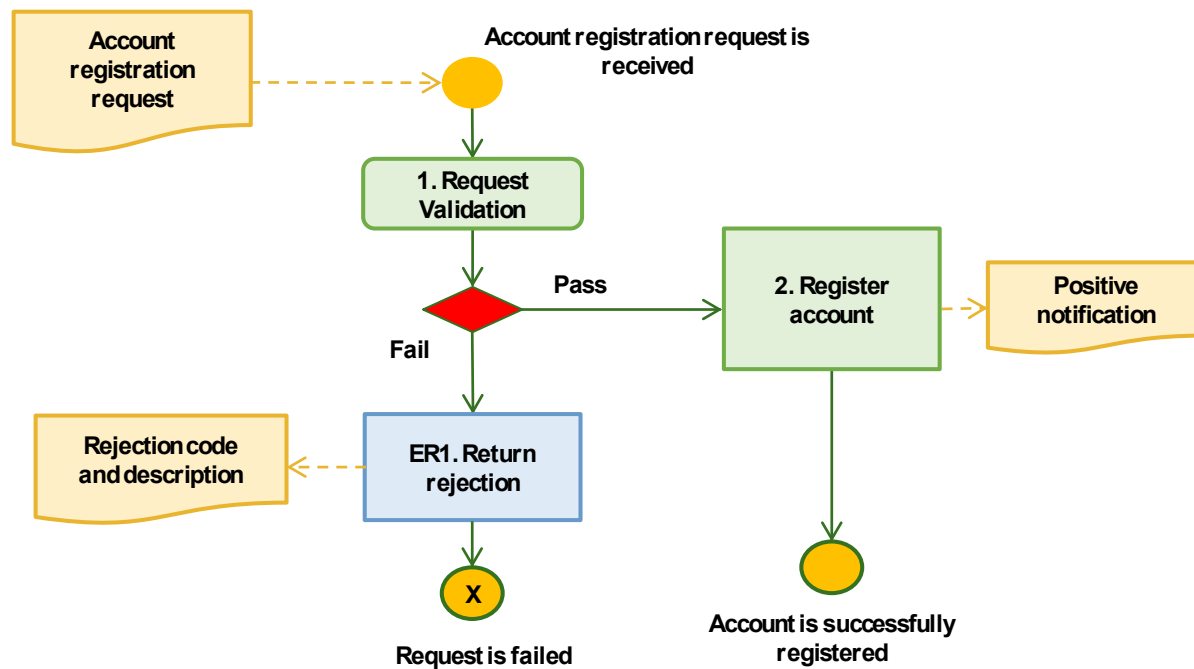 Account
registration
request
Account registration request is
received
1. Request
Validation
Pass
2. Register
account
Positive
notification
Fail
Rejection code
and description
ER1. Return
rejection
X
Request is failed
Account is successfully
registered